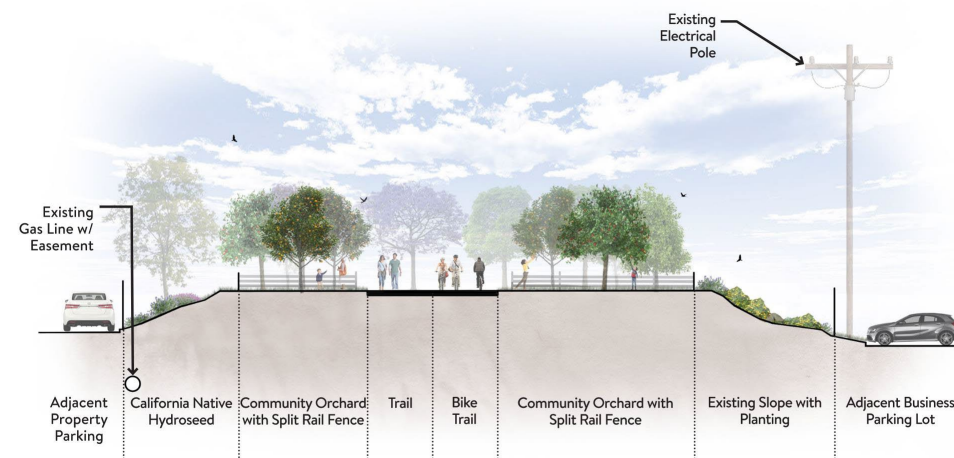 Existing
Electrical
Pole
Existing
Gas Line w/
Easement
Adjacent
Property
Parking
California Native
Hydroseed
Community Orchard
with Split Rail Fence
Trail
Bike
Trail
Community Orchard with
Split Rail Fence
Existing Slope with
Planting
Adjacent Business
Parking Lot